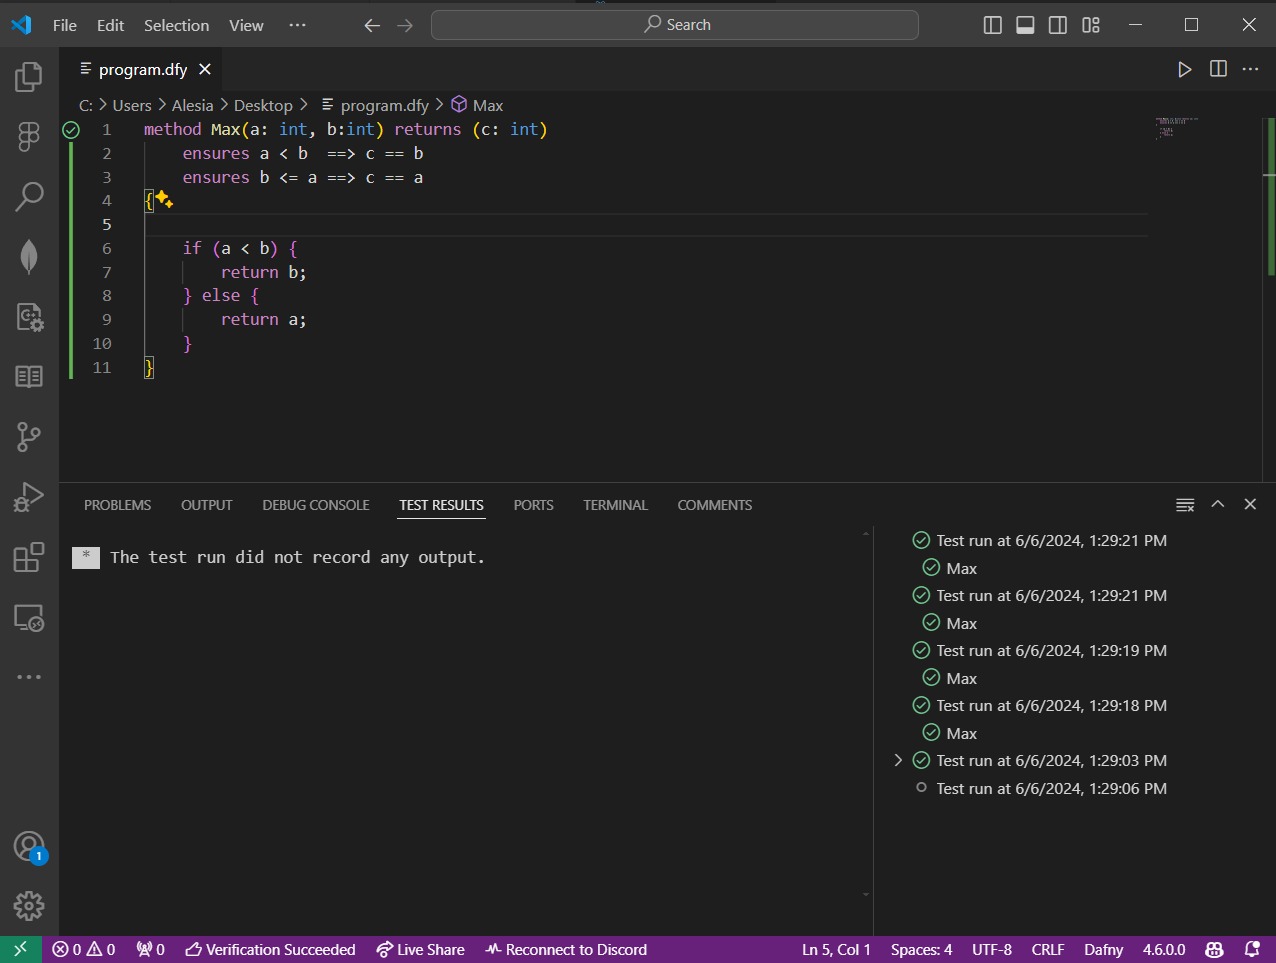 File Edit Selection View ··· Search
program.dfy
C: > Users > Alesia > Desktop > program.dfy > Max
1 method Max(a: int, b:int) returns (c: int)
2 ensures a < b  ==> c == b
3 ensures b <= a ==> c == a
4 {
5
6 if (a < b) {
7 return b;
8 } else {
9 return a;
10 }
11 }
PROBLEMS OUTPUT DEBUG CONSOLE TEST RESULTS PORTS TERMINAL COMMENTS
* The test run did not record any output.
Test run at 6/6/2024, 1:29:21 PM
Max
Test run at 6/6/2024, 1:29:21 PM
Max
Test run at 6/6/2024, 1:29:19 PM
Max
Test run at 6/6/2024, 1:29:18 PM
Max
Test run at 6/6/2024, 1:29:03 PM
Test run at 6/6/2024, 1:29:06 PM
1
0 0 0 Verification Succeeded Live Share Reconnect to Discord Ln 5, Col 1 Spaces: 4 UTF-8 CRLF Dafny 4.6.0.0